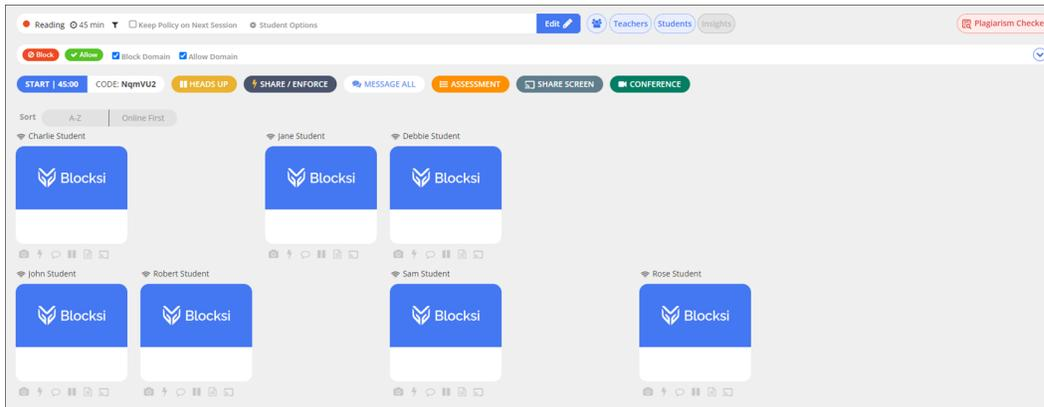 Reading 45 min Keep Policy on Next Session Student Options Edit Teachers Students Insights Plagiarism Checke
Block Allow Block Domain Allow Domain
START | 45:00 CODE: NqmVU2 HEADS UP SHARE / ENFORCE MESSAGE ALL ASSESSMENT SHARE SCREEN CONFERENCE
Sort A-Z Online First
Charlie Student Jane Student Debbie Student
Blocksi Blocksi Blocksi
John Student Robert Student Sam Student Rose Student
Blocksi Blocksi Blocksi Blocksi